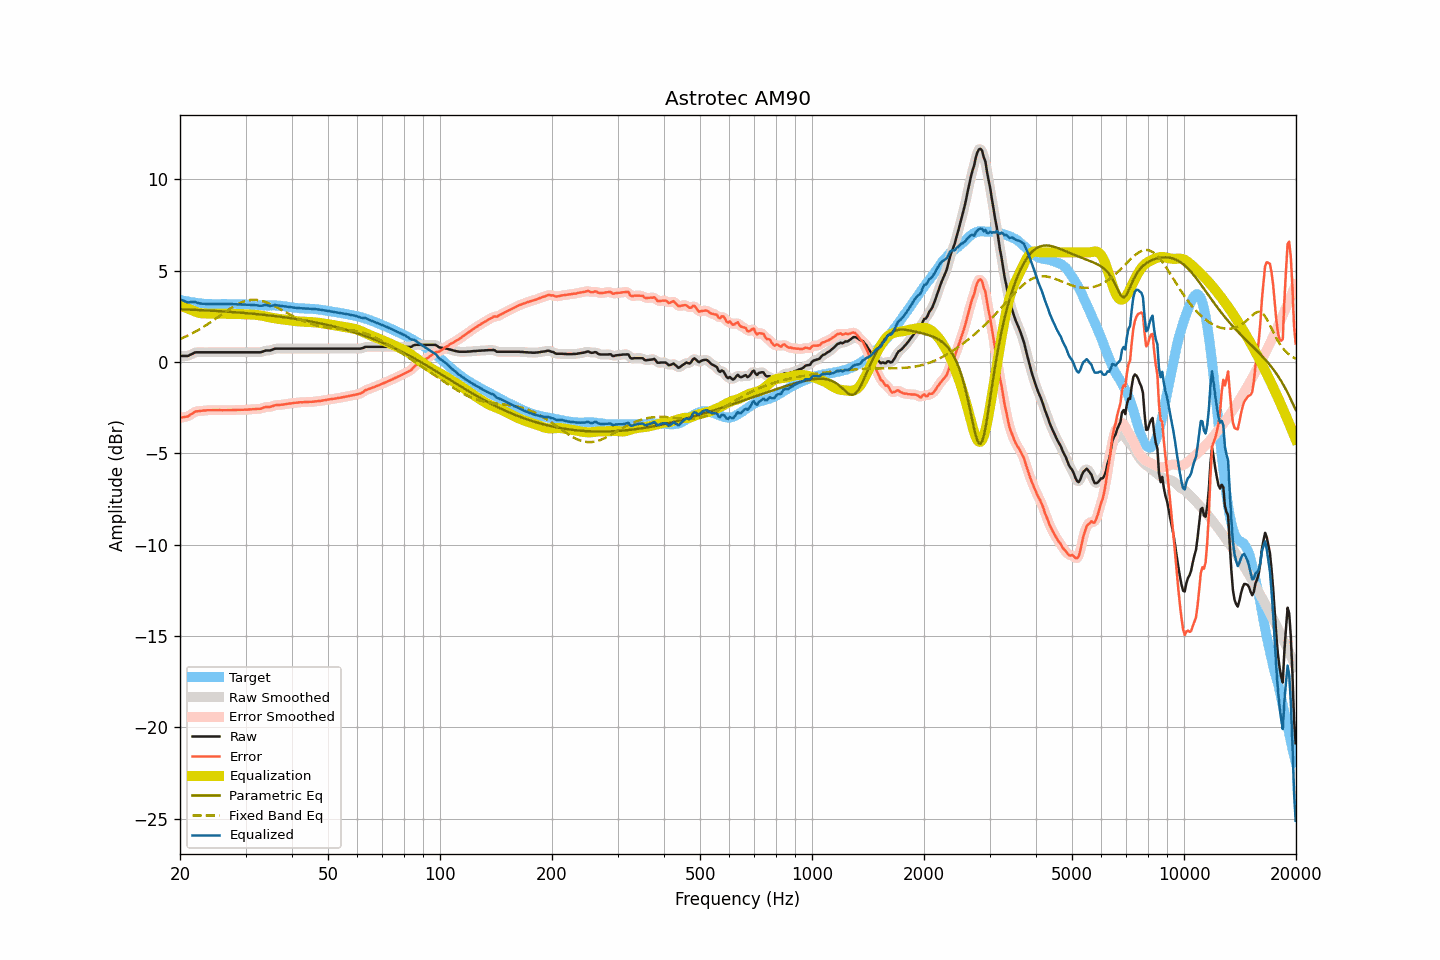 Astrotec AM90
10
5
0
−5
−10
−15
−20
−25
Amplitude (dBr)
Target
Raw Smoothed
Error Smoothed
Raw
Error
Equalization
Parametric Eq
Fixed Band Eq
Equalized
20 50 100 200 500 1000 2000 5000 10000 20000
Frequency (Hz)